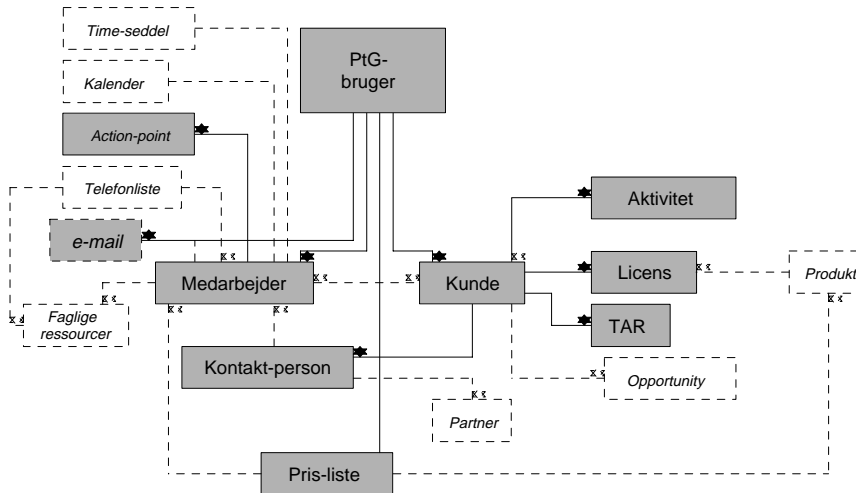 Time-seddel
PtG-
bruger
Kalender
Action-point
Telefonliste
Aktivitet
e-mail
Medarbejder
Kunde
Licens
Produkt
Faglige
ressourcer
TAR
Kontakt-person
Opportunity
Partner
Pris-liste